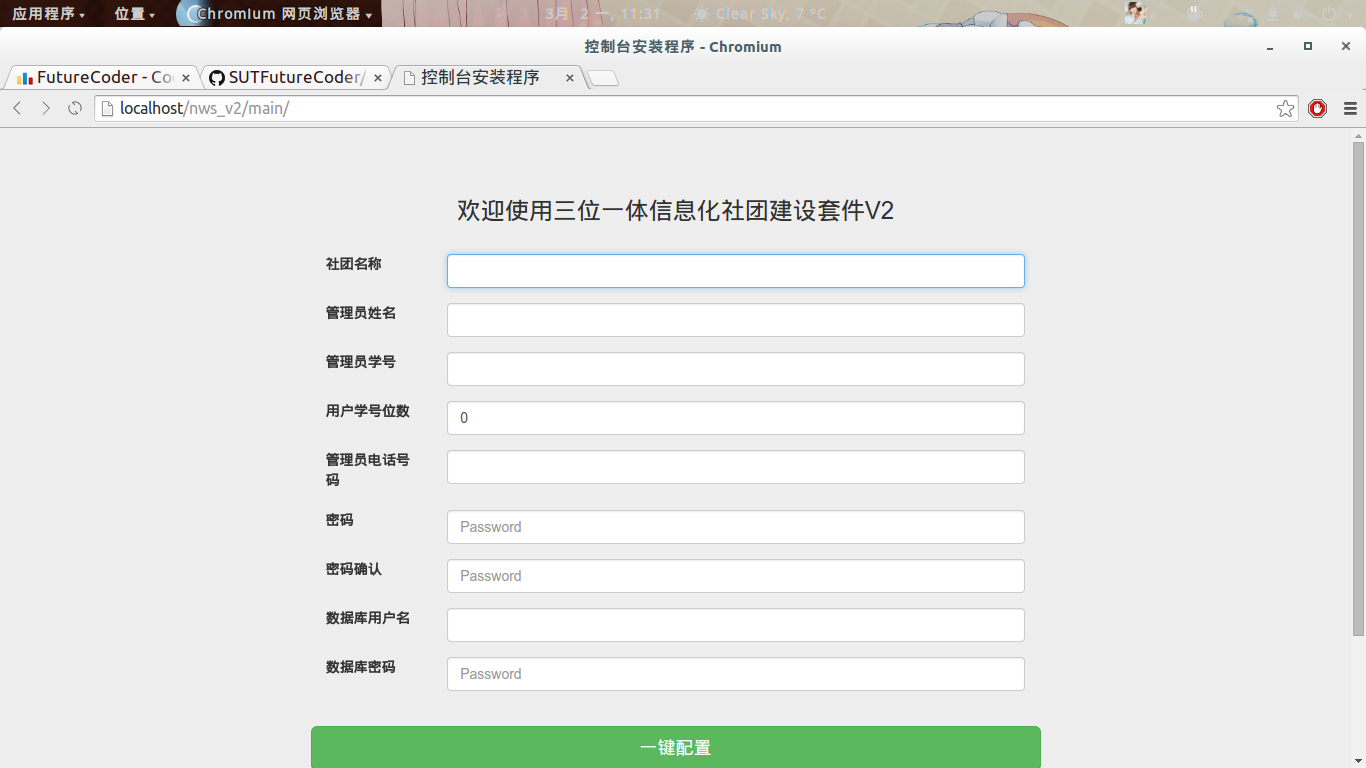 应用程序 位置 Chromium 网页浏览器 3月 2 一, 11:31 Clear Sky, 7 °C
控制台安装程序 - Chromium
FutureCoder - Co SUTFutureCoder/ 控制台安装程序
localhost/nws_v2/main/
欢迎使用三位一体信息化社团建设套件V2
社团名称
管理员姓名
管理员学号
用户学号位数 0
管理员电话号
码
密码 Password
密码确认 Password
数据库用户名
数据库密码 Password
一键配置